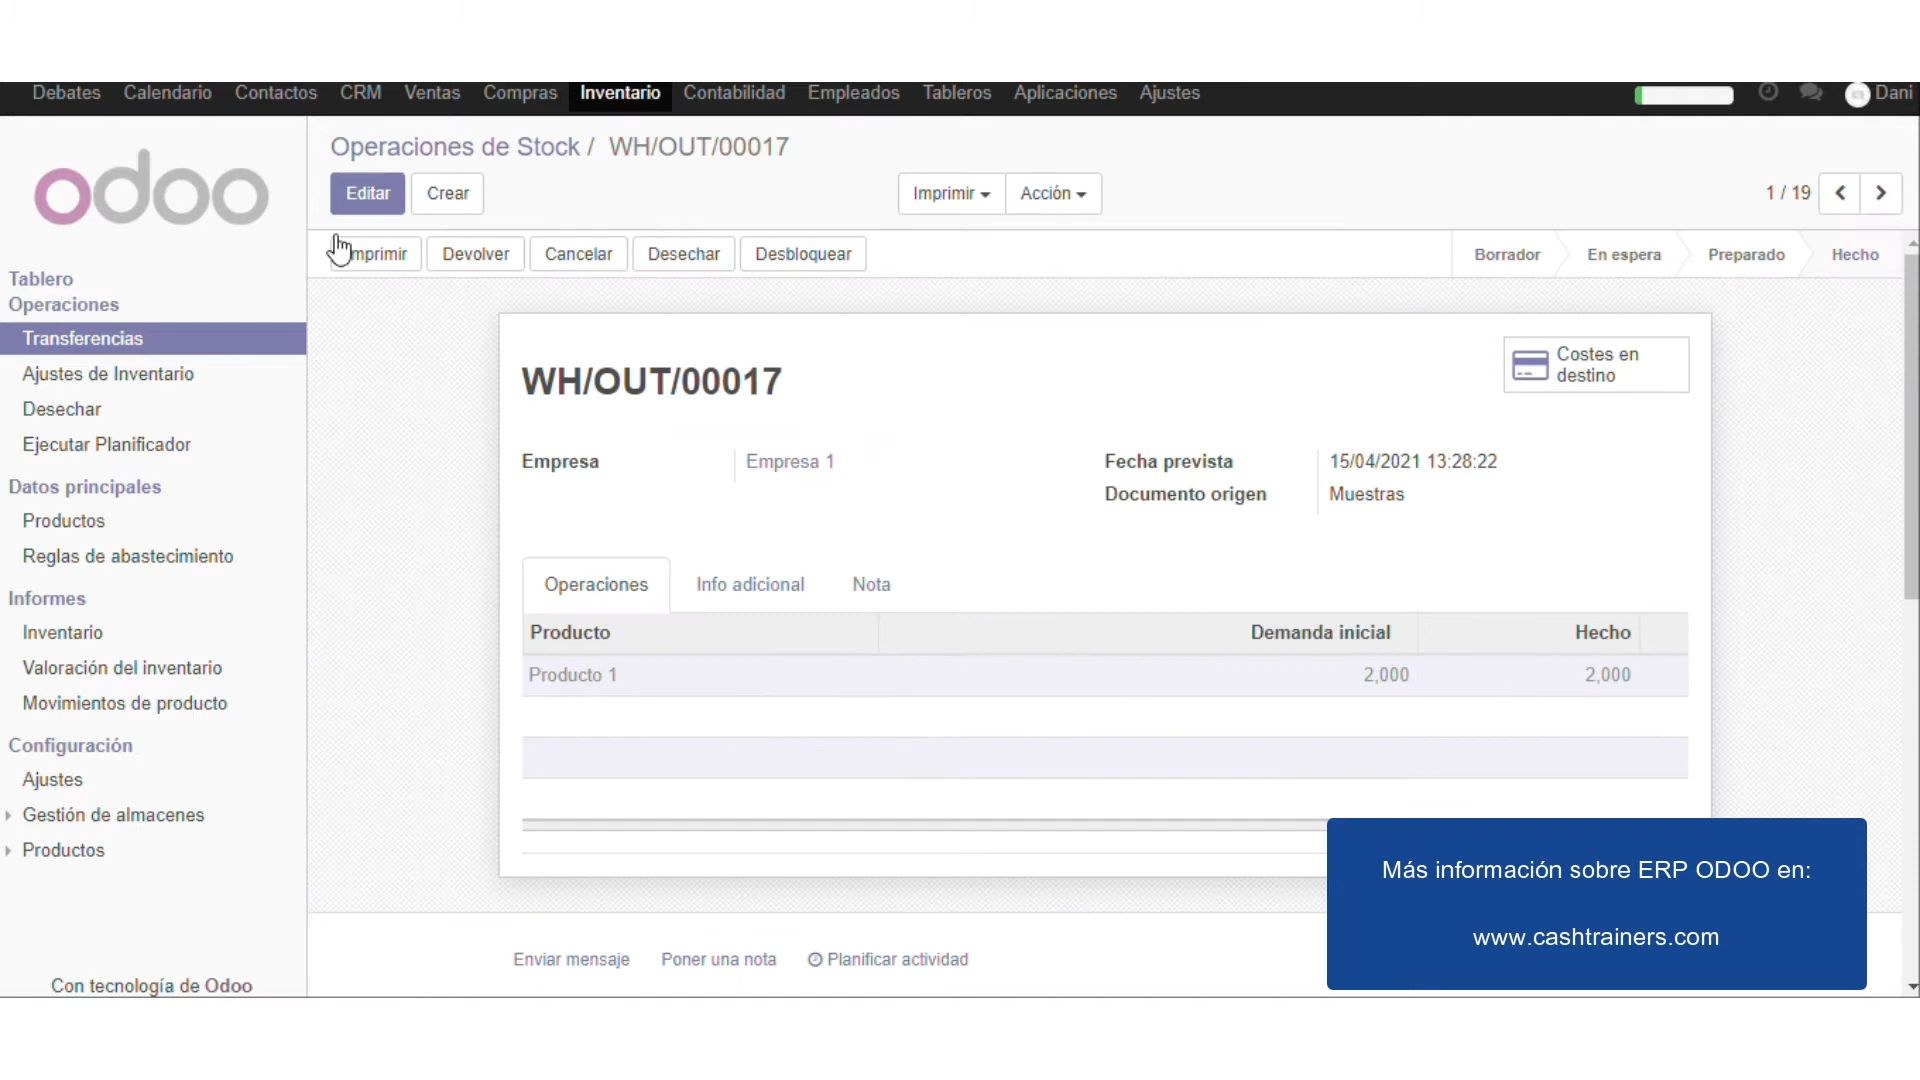 Debates Calendario Contactos CRM Ventas Compras Inventario Contabilidad Empleados Tableros Aplicaciones Ajustes Dani
odoo
Operaciones de Stock / WH/OUT/00017
Editar Crear Imprimir Acción 1 / 19
mprimir Devolver Cancelar Desechar Desbloquear Borrador En espera Preparado Hecho
Tablero
Operaciones
Transferencias
Ajustes de Inventario
Desechar
Ejecutar Planificador
Datos principales
Productos
Reglas de abastecimiento
Informes
Inventario
Valoración del inventario
Movimientos de producto
Configuración
Ajustes
Gestión de almacenes
Productos
Con tecnología de Odoo
Costes en
destino
WH/OUT/00017
Empresa Empresa 1
Fecha prevista 15/04/2021 13:28:22
Documento origen Muestras
Operaciones Info adicional Nota
Producto Demanda inicial Hecho
Producto 1 2,000 2,000
Enviar mensaje Poner una nota Planificar actividad
Más información sobre ERP ODOO en:
www.cashtrainers.com